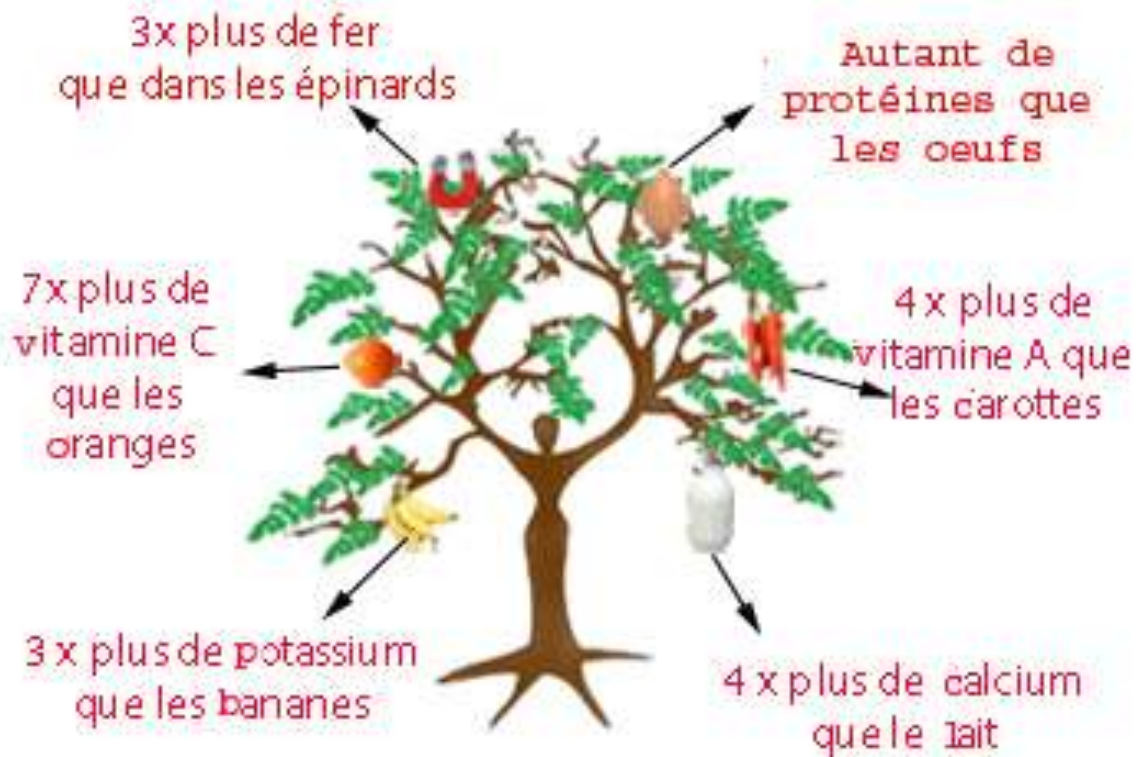 3x plus de fer
que dans les épinards
Autant de
protéines que
les oeufs
7x plus de
vitamine C
que les
oranges
4 x plus de
vitamine A que
les carottes
3 x plus de potassium
que les bananes
4 x plus de calcium
que le lait